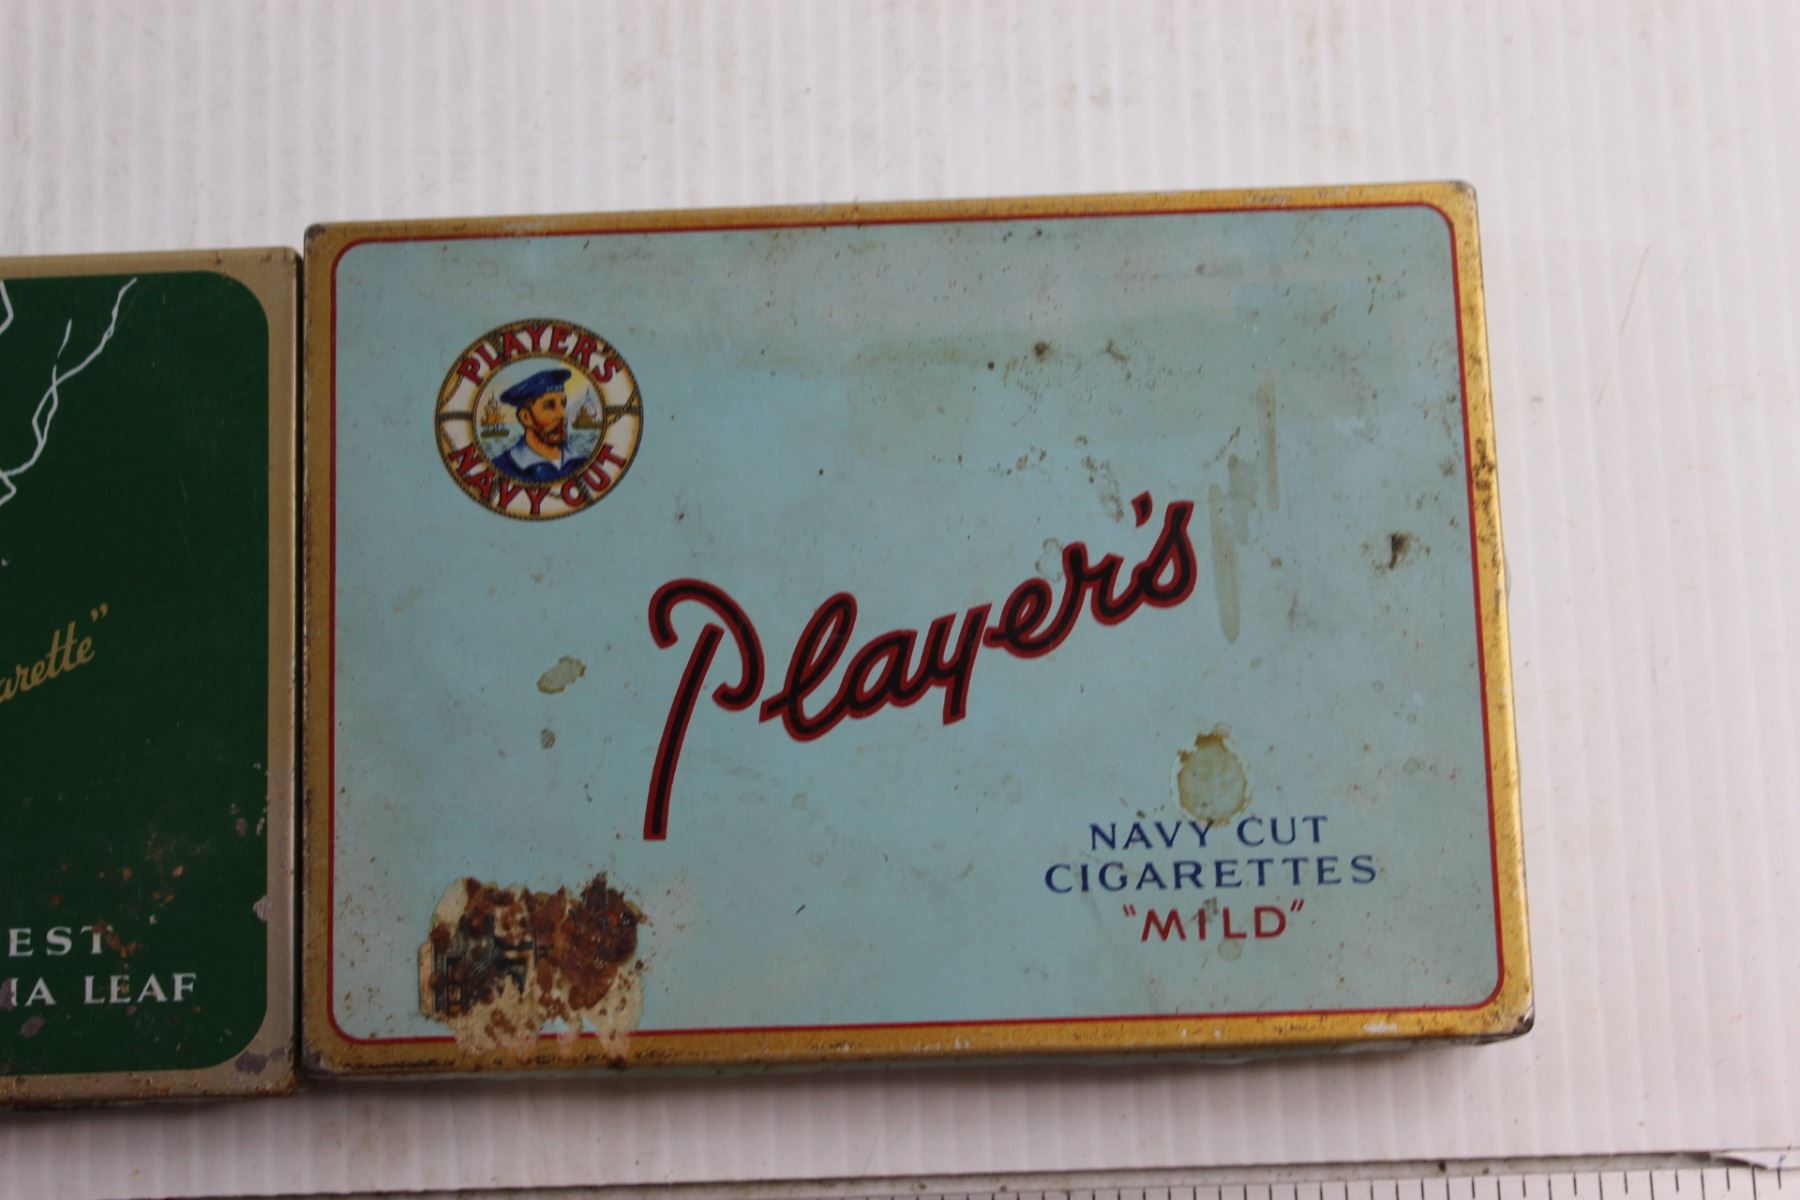 arette”
EST
IA LEAF
PLAYER'S
NAVY CUT
Player's
NAVY CUT
CIGARETTES
“MILD”